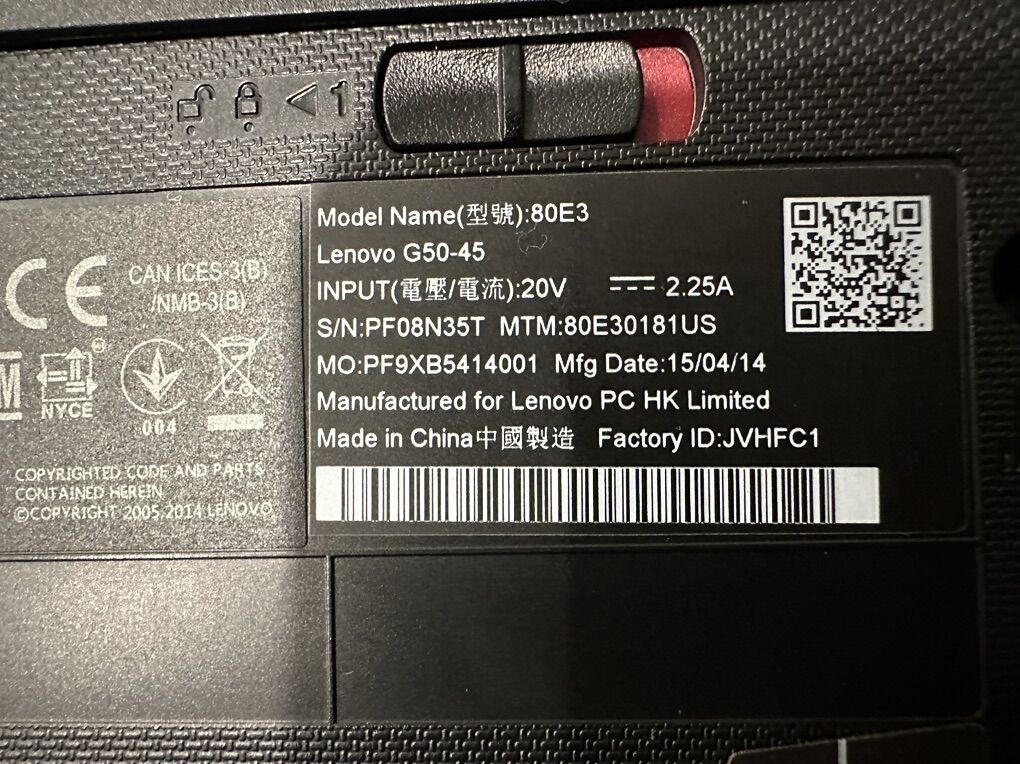 1
Model Name(型號):80E3
Lenovo G50-45
INPUT(電壓/電流):20V 2.25A
S/N:PF08N35T MTM:80E30181US
MO:PF9XB5414001 Mfg Date:15/04/14
Manufactured for Lenovo PC HK Limited
Made in China中國製造 Factory ID:JVHFC1
CE
CAN ICES-3(B)
/NMB-3(B)
M
NYCE
004
COPYRIGHTED CODE AND PARTS
CONTAINED HEREIN
©COPYRIGHT 2005,2014 LENOVO